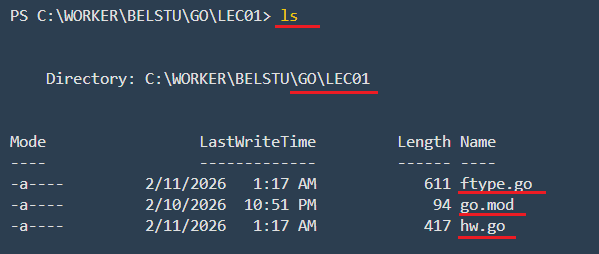 PS C:\WORKER\BELSTU\GO\LEC01> ls
Directory: C:\WORKER\BELSTU\GO\LEC01
Mode LastWriteTime Length Name
---- ------------- ------ ----
-a---- 2/11/2026 1:17 AM 611 ftype.go
-a---- 2/10/2026 10:51 PM 94 go.mod
-a---- 2/11/2026 1:17 AM 417 hw.go